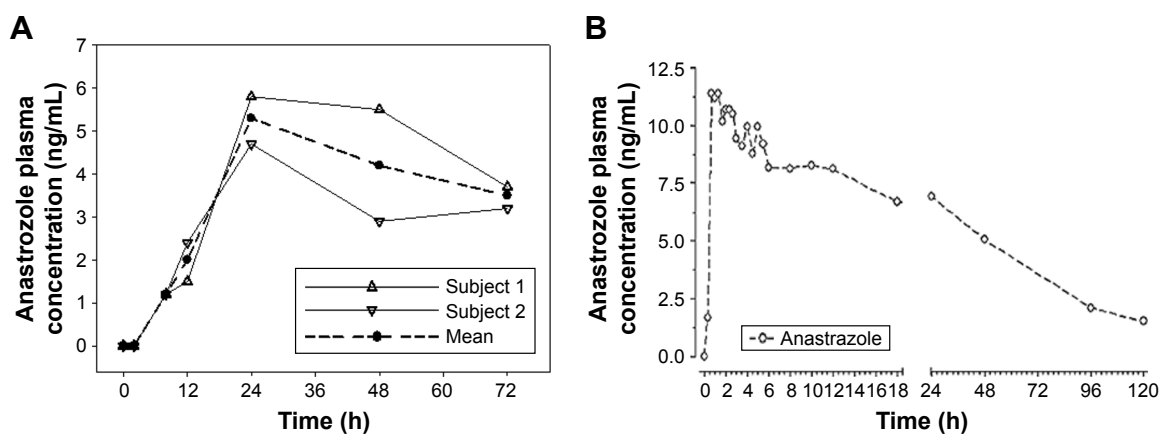 A
Anastrozole plasma
concentration (ng/mL)
7
6
5
4
3
2
1
0
Subject 1
Subject 2
Mean
0 12 24 36 48 60 72
Time (h)
B
Anastrozole plasma
concentration (ng/mL)
12.5
10.0
7.5
5.0
2.5
0.0
Anastrazole
0 2 4 6 8 10 12 14 16 18 24 48 72 96 120
Time (h)